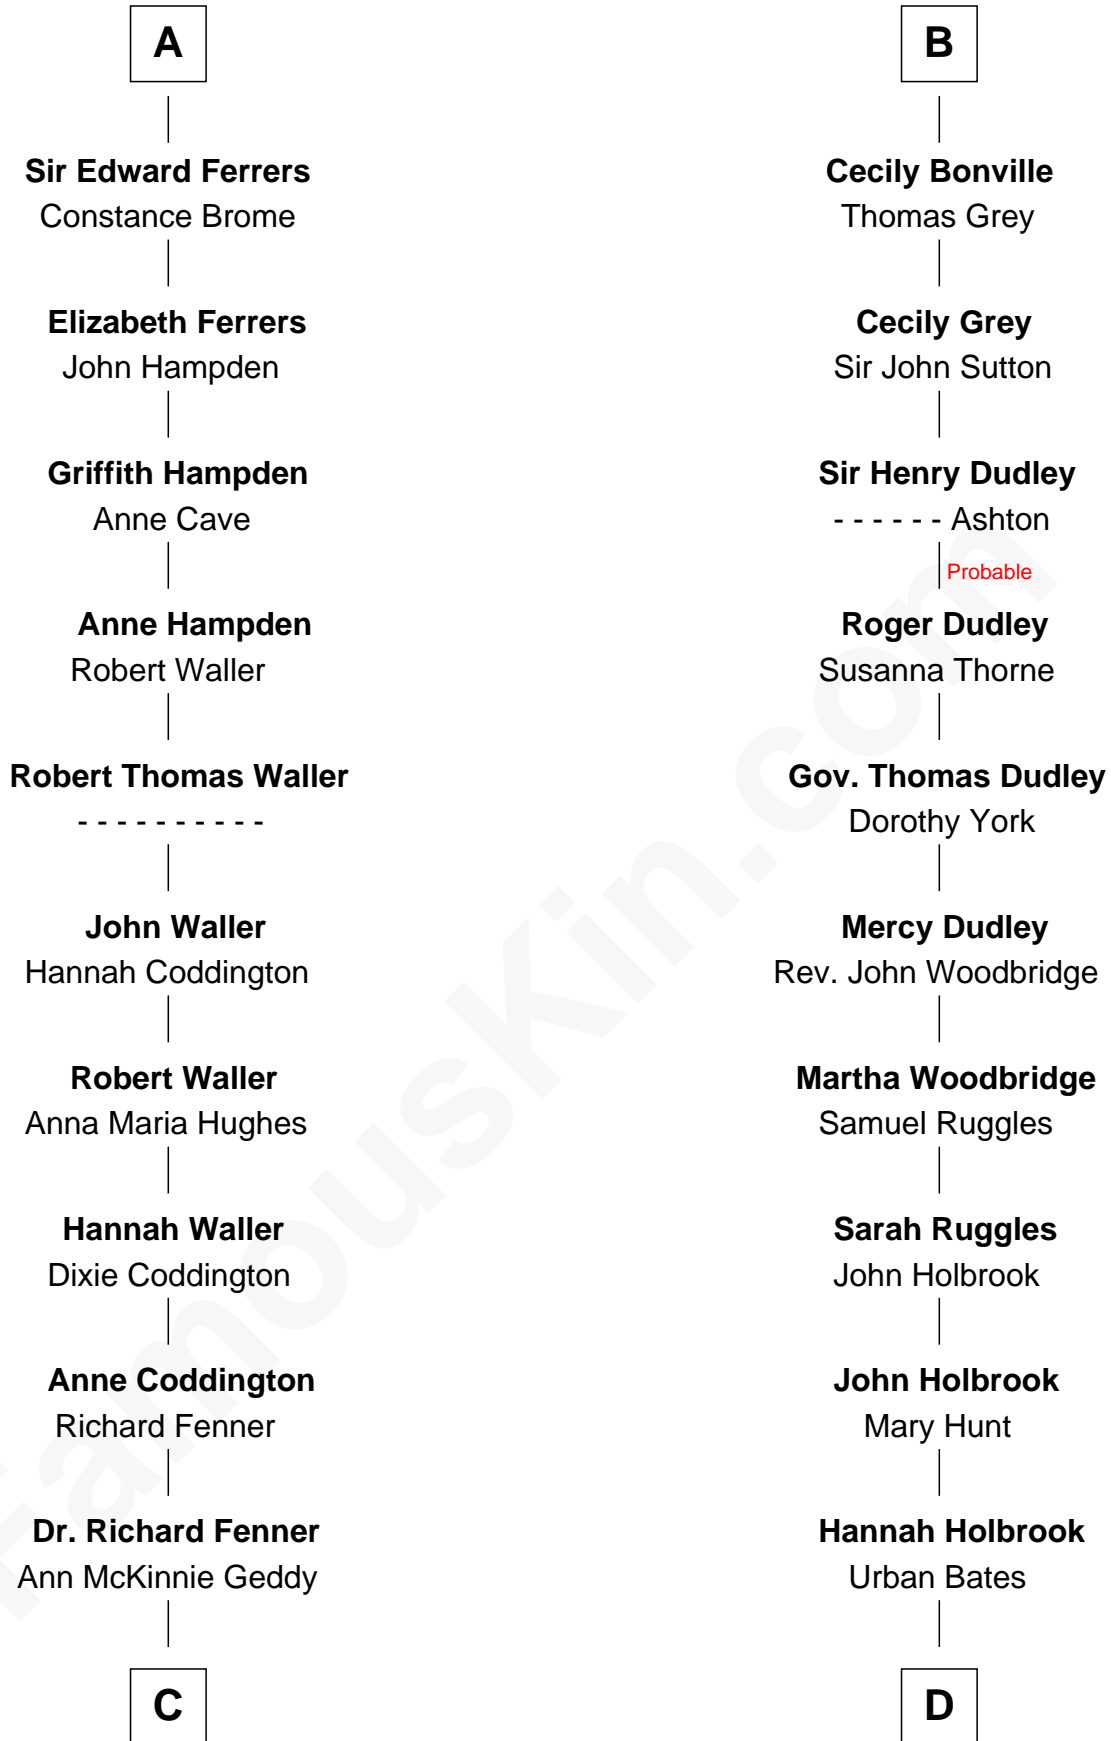 A
Sir Edward Ferrers
Constance Brome
Elizabeth Ferrers
John Hampden
Griffith Hampden
Anne Cave
Anne Hampden
Robert Waller
Robert Thomas Waller
- - - - - - - - - -
John Waller
Hannah Coddington
Robert Waller
Anna Maria Hughes
Hannah Waller
Dixie Coddington
Anne Coddington
Richard Fenner
Dr. Richard Fenner
Ann McKinnie Geddy
C
B
Cecily Bonville
Thomas Grey
Cecily Grey
Sir John Sutton
Sir Henry Dudley
- - - - - - Ashton
Probable
Roger Dudley
Susanna Thorne
Gov. Thomas Dudley
Dorothy York
Mercy Dudley
Rev. John Woodbridge
Martha Woodbridge
Samuel Ruggles
Sarah Ruggles
John Holbrook
John Holbrook
Mary Hunt
Hannah Holbrook
Urban Bates
D
FamousKin.com